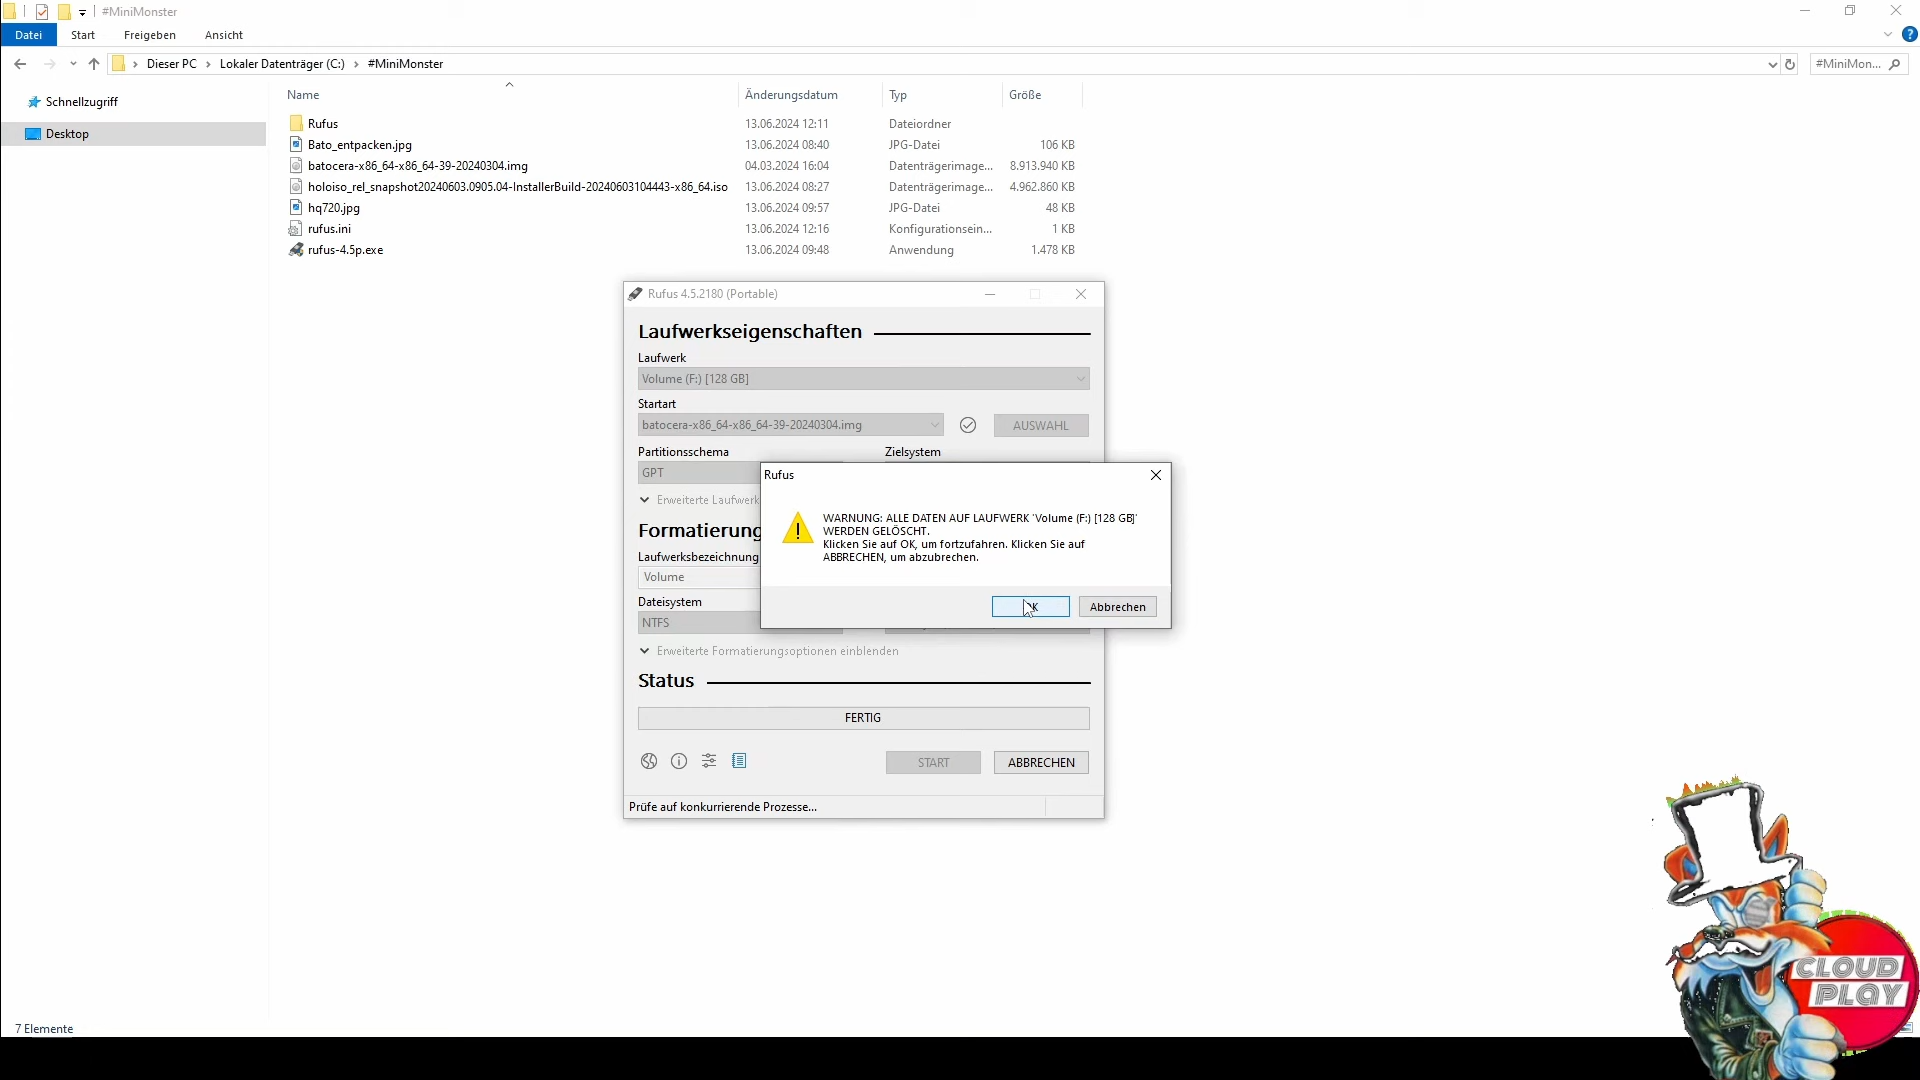 #MiniMonster
Datei Start Freigeben Ansicht
Dieser PC Lokaler Datenträger (C:) #MiniMonster
#MiniMon...
Schnellzugriff
Desktop
Name Änderungsdatum Typ Größe
Rufus 13.06.2024 12:11 Dateiordner
Bato_entpacken.jpg 13.06.2024 08:40 JPG-Datei 106 KB
batocera-x86_64-x86_64-39-20240304.img 04.03.2024 16:04 Datenträgerimage... 8.913.940 KB
holoiso_rel_snapshot20240603.0905.04-InstallerBuild-20240603104443-x86_64.iso 13.06.2024 08:27 Datenträgerimage... 4.962.860 KB
hq720.jpg 13.06.2024 09:57 JPG-Datei 48 KB
rufus.ini 13.06.2024 12:16 Konfigurationsein... 1 KB
rufus-4.5p.exe 13.06.2024 09:48 Anwendung 1.478 KB
Rufus 4.5.2180 (Portable)
Laufwerkseigenschaften
Laufwerk
Volume (F:) [128 GB]
Startart
batocera-x86_64-x86_64-39-20240304.img
AUSWAHL
Partitionsschema Zielsystem
GPT
Erweiterte Laufwerk
Formatierung
Laufwerksbezeichnung
Volume
Dateisystem
NTFS
Erweiterte Formatierungsoptionen einblenden
Rufus
WARNUNG: ALLE DATEN AUF LAUFWERK 'Volume (F:) [128 GB]'
WERDEN GELÖSCHT.
Klicken Sie auf OK, um fortzufahren. Klicken Sie auf
ABBRECHEN, um abzubrechen.
OK Abbrechen
Status
FERTIG
START ABBRECHEN
Prüfe auf konkurrierende Prozesse...
7 Elemente
CLOUD
PLAY